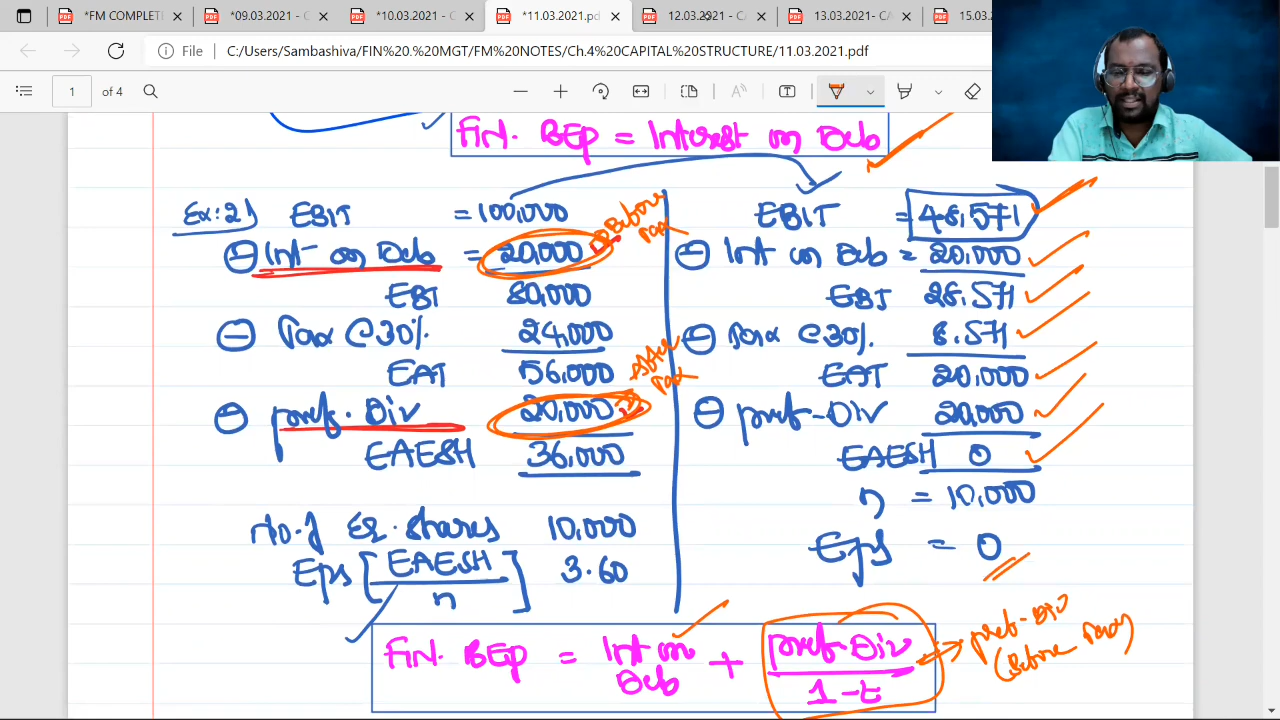 *FM COMPLETE
*09.03.2021 - C
*10.03.2021 - C
*11.03.2021.pd
12.03.2021 - CA
13.03.2021- CA
15.03
File
C:/Users/Sambashiva/FIN%20.%20MGT/FM%20NOTES/Ch.4%20CAPITAL%20STRUCTURE/11.03.2021.pdf
1 of 4
Fin. BEP = Interest on Deb
Ex:2) EBIT = 100,000
⊖ Int on Deb = 20,000 Before Tax
EBT 80,000
⊖ Tax @ 30% 24,000
EAT 56,000 After Tax
⊖ pref. Div 20,000
EAESH 36,000
No. of Eq. shares 10,000
Eps [EAESH / n] 3.60
EBIT = 48,571
⊖ Int on Deb = 20,000
EBT 28,571
⊖ Tax @ 30% 8,571
EAT 20,000
⊖ pref-Div 20,000
EAESH 0
n = 10,000
Eps = 0
Fin. BEP = Int on Deb + pref-Div / 1-t
pref-Div (Before Tax)